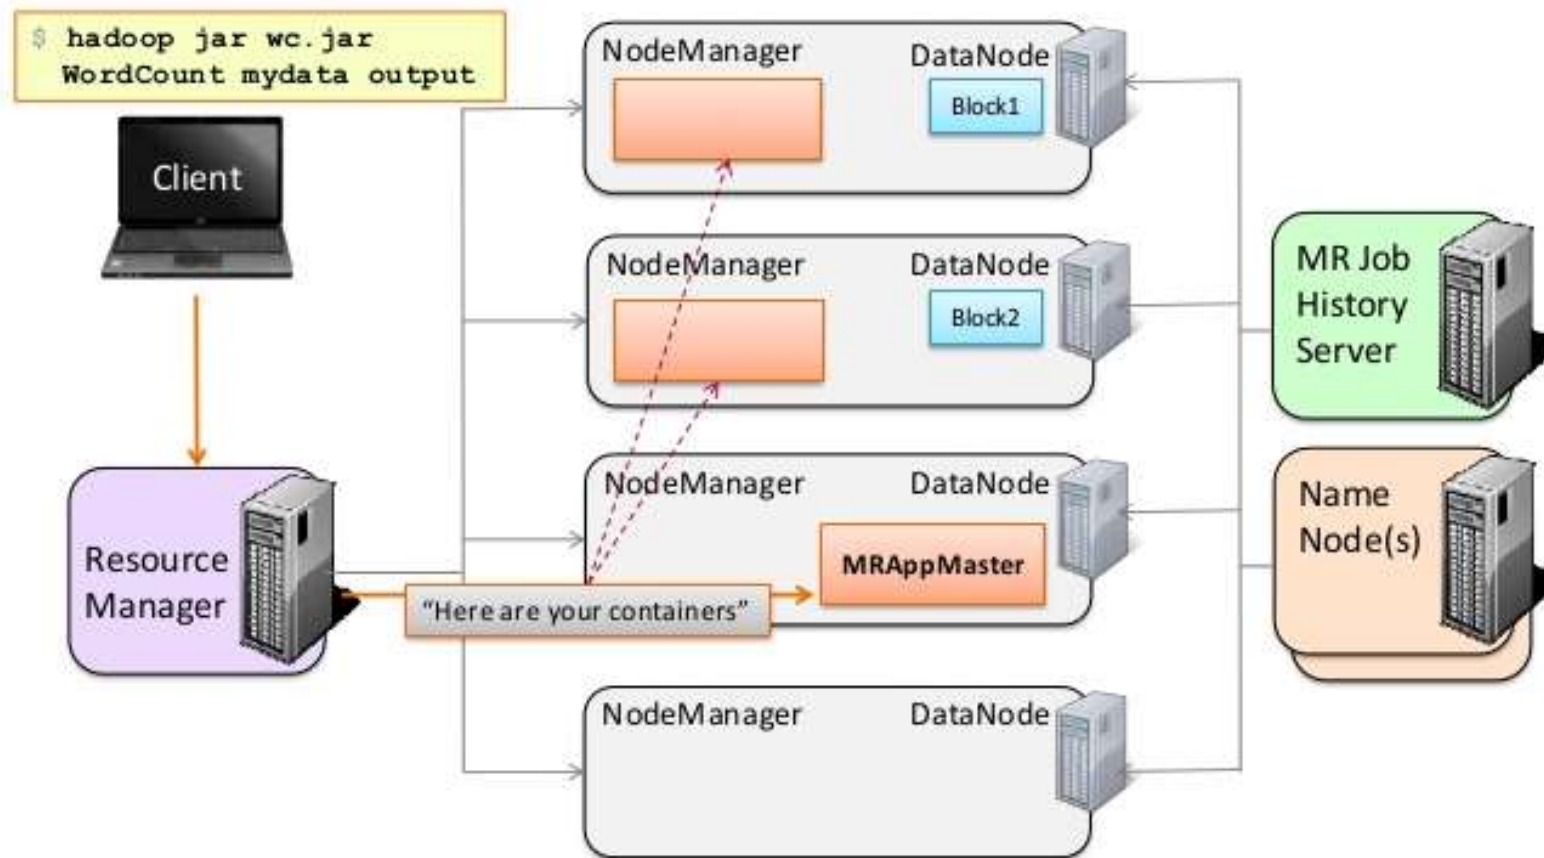 $ hadoop jar wc.jar
WordCount mydata output
Client
Resource
Manager
NodeManager
DataNode
Block1
NodeManager
DataNode
Block2
NodeManager
DataNode
MRAppMaster
“Here are your containers”
NodeManager
DataNode
MR Job
History
Server
Name
Node(s)